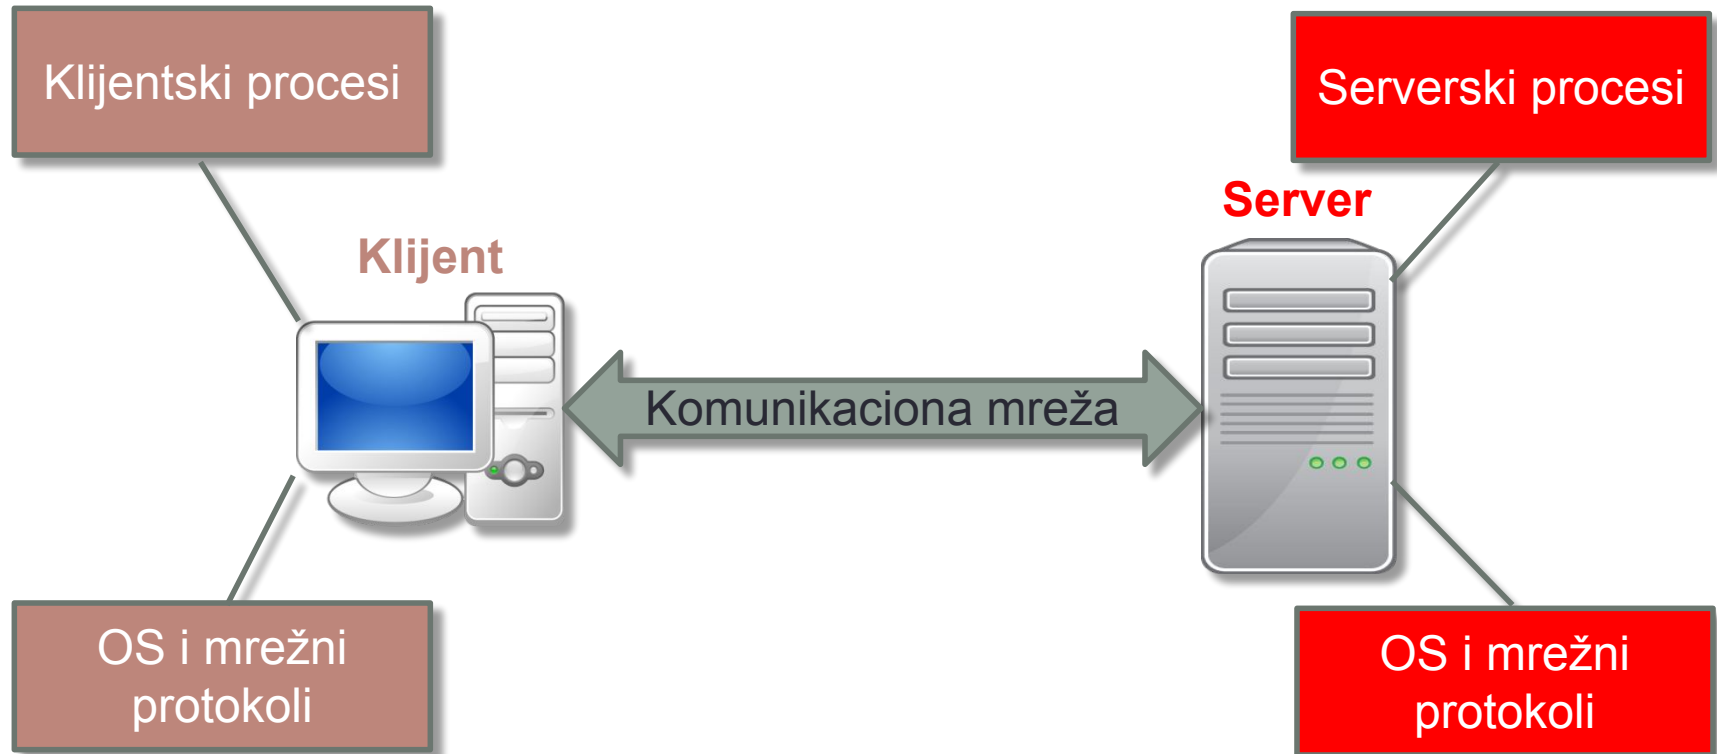 Klijentski procesi
Serverski procesi
Server
Klijent
Komunikaciona mreža
OS i mrežni
protokoli
OS i mrežni
protokoli